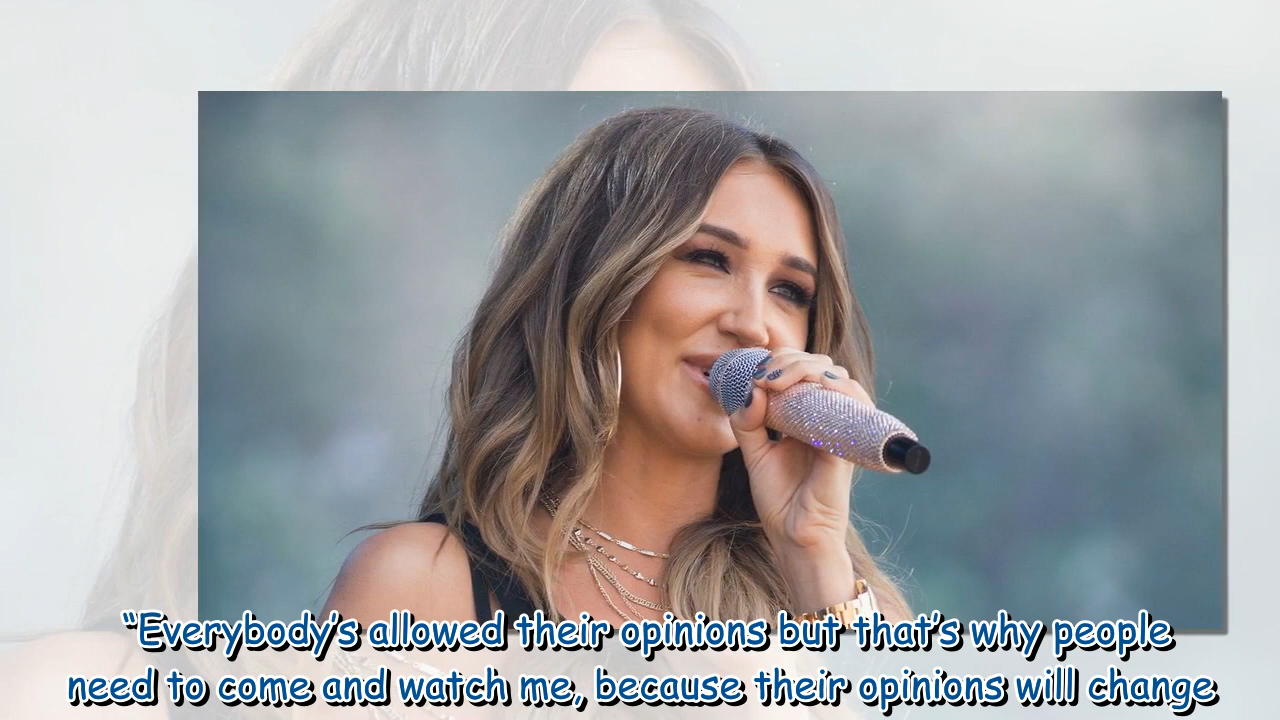 “Everybody’s allowed their opinions but that’s why people
need to come and watch me, because their opinions will change